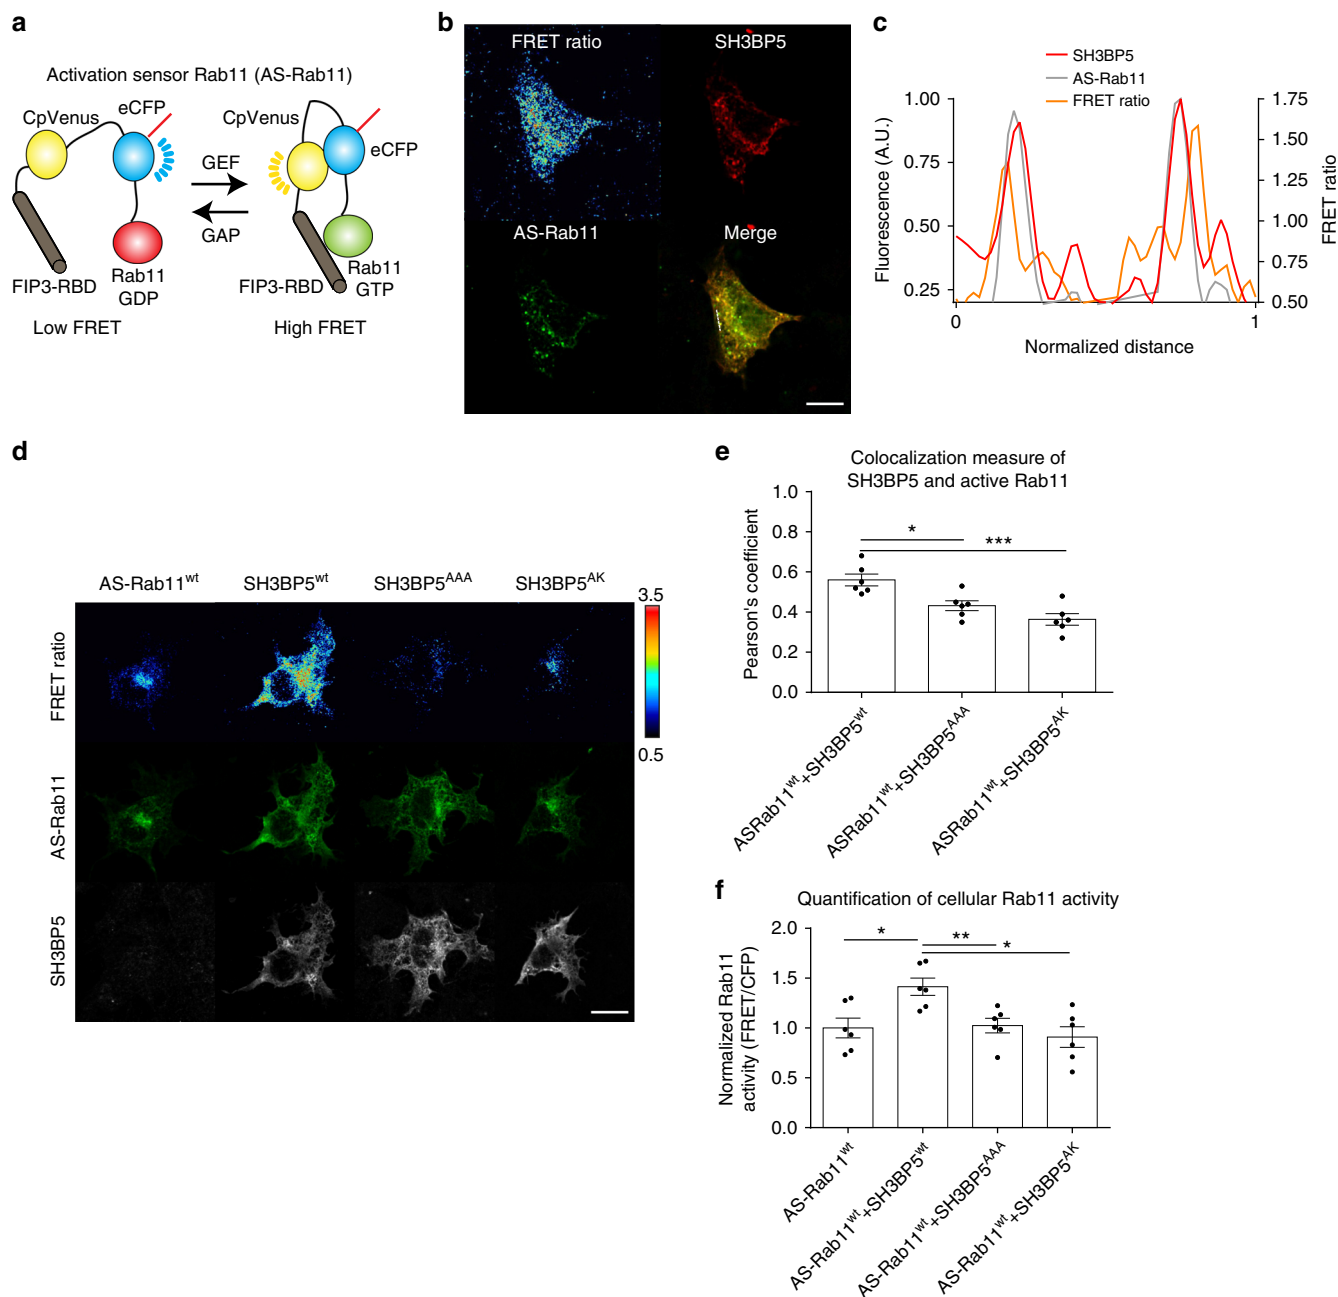 a
Activation sensor Rab11 (AS-Rab11)
CpVenus
eCFP
CpVenus
eCFP
GEF
GAP
FIP3-RBD
Rab11
GDP
FIP3-RBD
Rab11
GTP
Low FRET
High FRET
b
FRET ratio
SH3BP5
AS-Rab11
Merge
c
SH3BP5
AS-Rab11
FRET ratio
Fluorescence (A.U.)
1.00
0.75
0.50
0.25
1.75
1.50
1.25
1.00
0.75
0.50
FRET ratio
0
1
Normalized distance
d
AS-Rab11wt
SH3BP5wt
SH3BP5AAA
SH3BP5AK
FRET ratio
AS-Rab11
SH3BP5
3.5
0.5
e
Colocalization measure of
SH3BP5 and active Rab11
Pearson's coefficient
1.0
0.8
0.6
0.4
0.2
0.0
*
***
ASRab11wt+SH3BP5wt
ASRab11wt+SH3BP5AAA
ASRab11wt+SH3BP5AK
f
Quantification of cellular Rab11 activity
Normalized Rab11
activity (FRET/CFP)
2.0
1.5
1.0
0.5
0.0
*
**
*
AS-Rab11wt
AS-Rab11wt+SH3BP5wt
AS-Rab11wt+SH3BP5AAA
AS-Rab11wt+SH3BP5AK